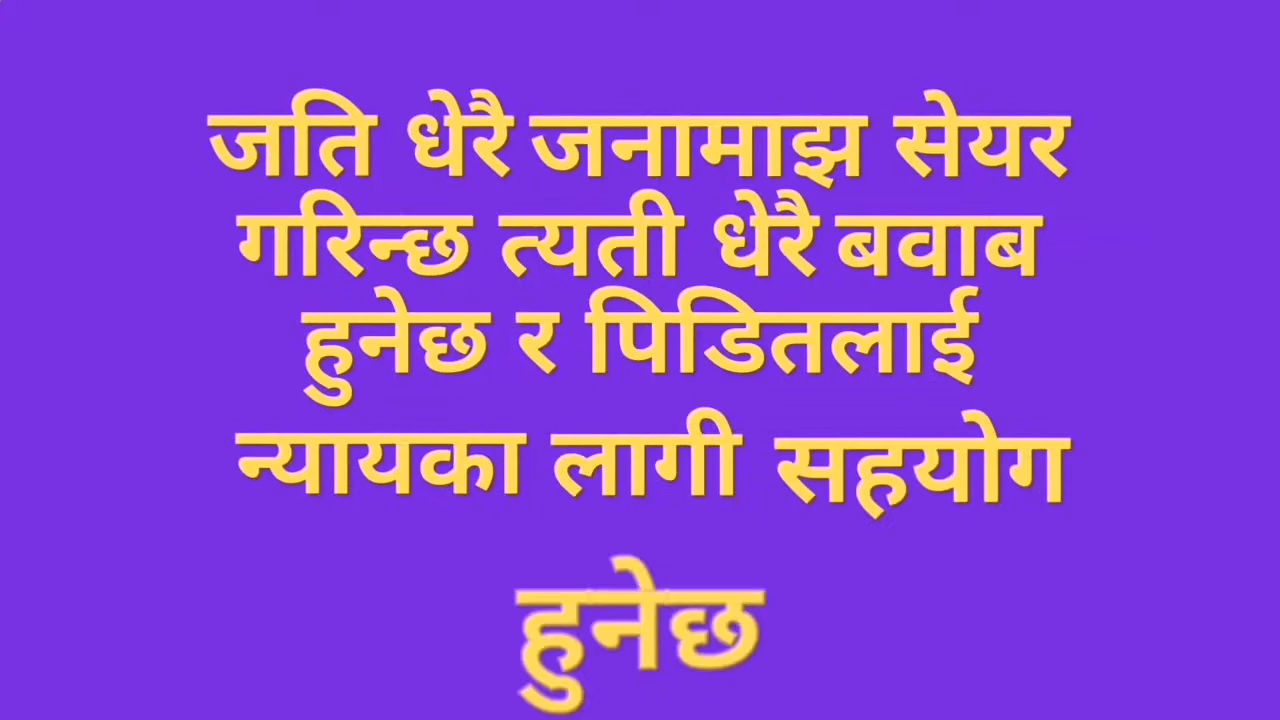 जति धेरै जनामाझ सेयर
गरिन्छ त्यती धेरै बवाब
हुनेछ र पिडितलाई
न्यायका लागी सहयोग
हुनेछ